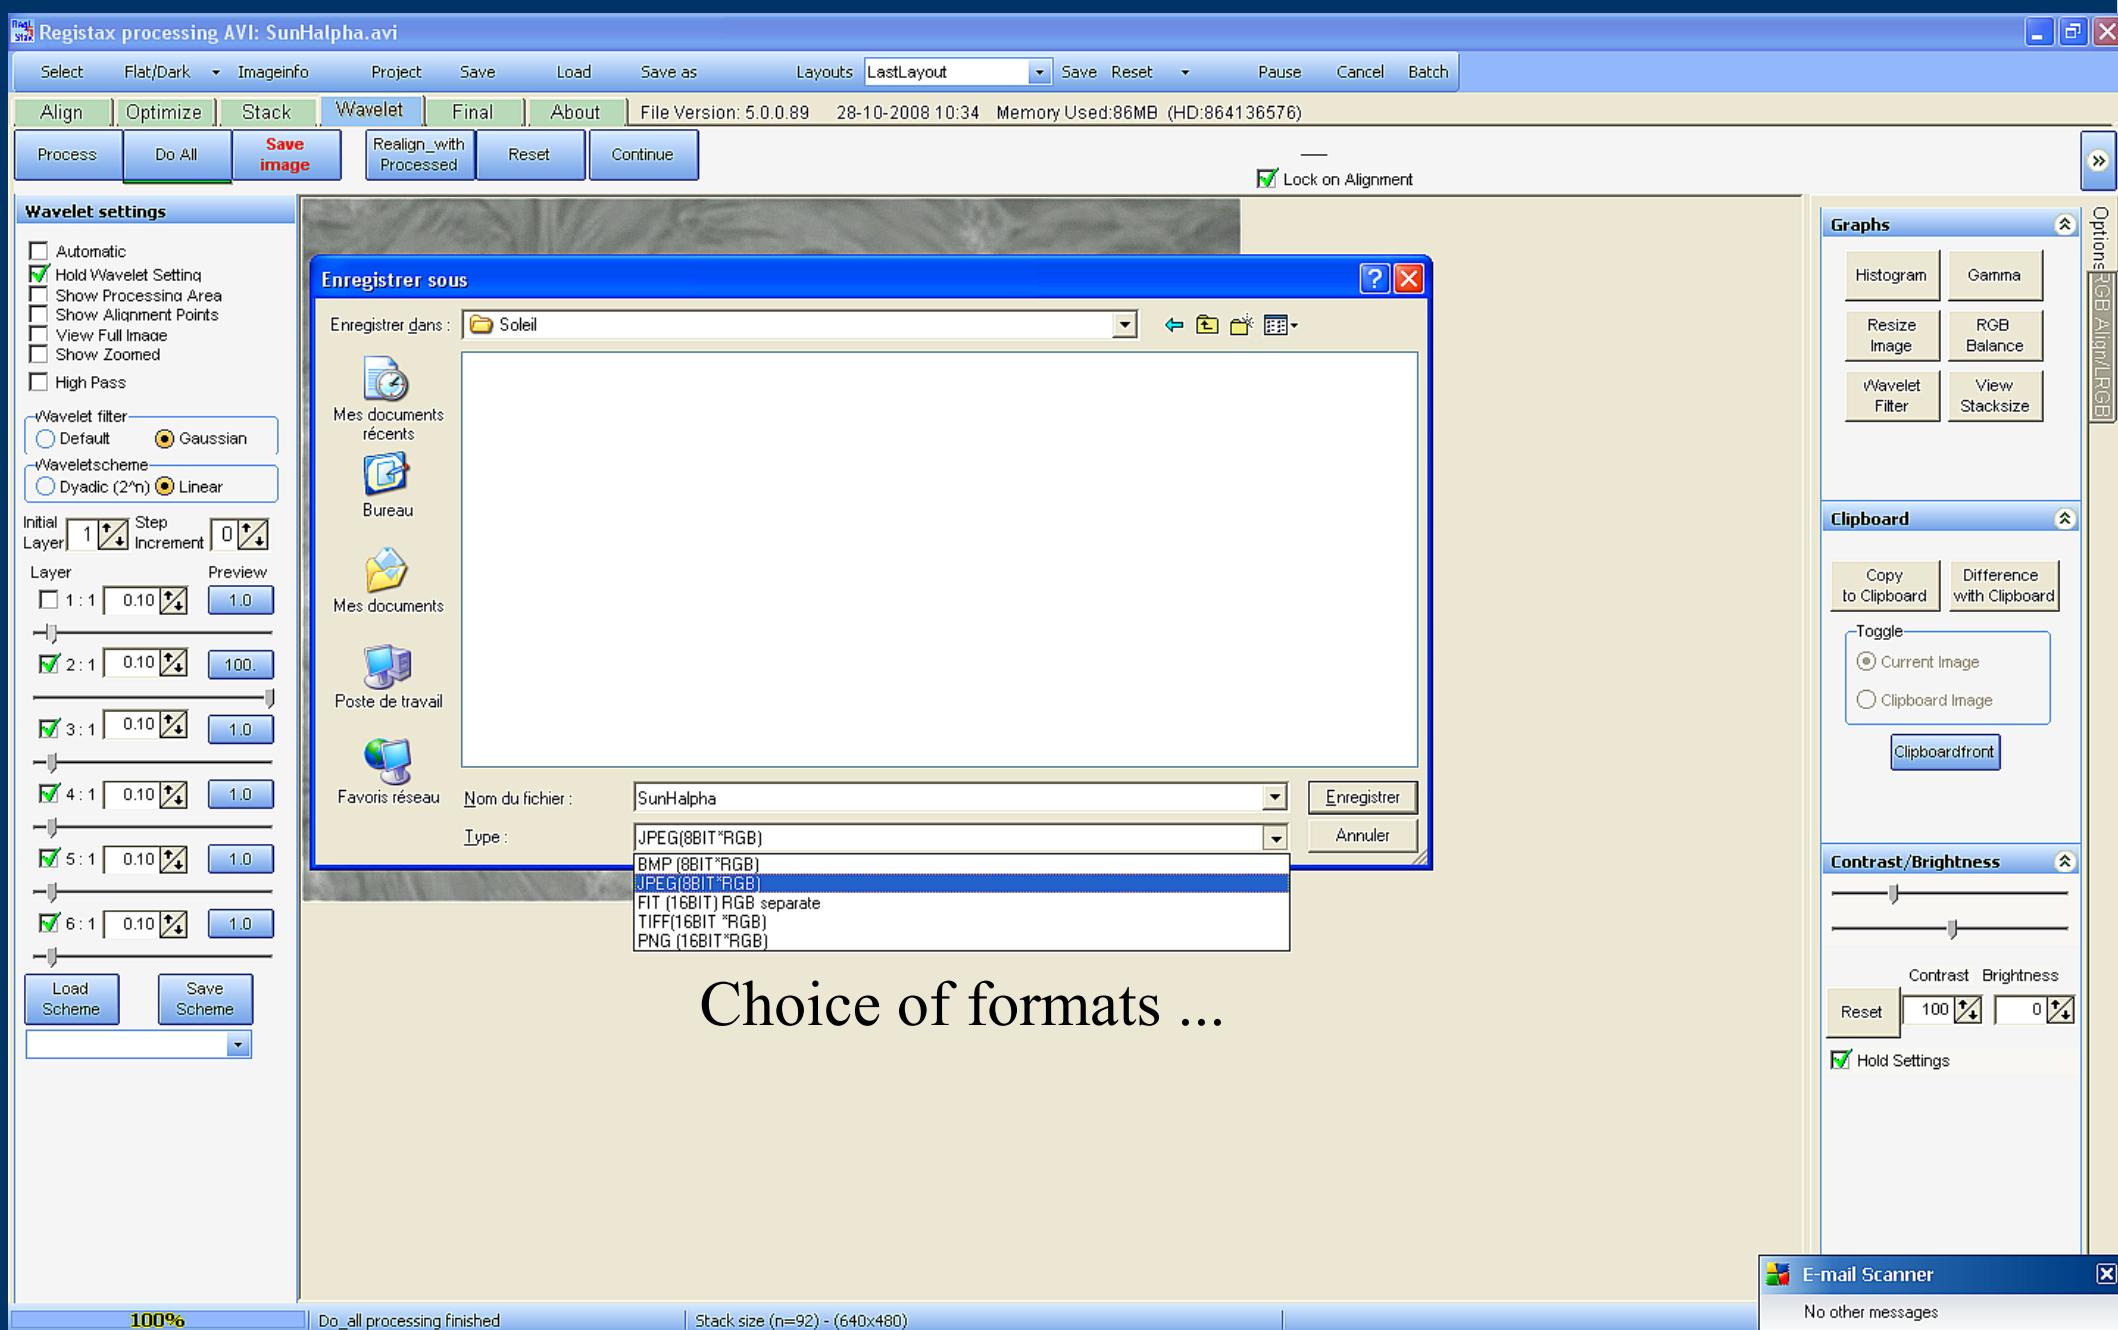 Registax processing AVI: SunHalpha.avi
Select Flat/Dark Imageinfo Project Save Load Save as Layouts LastLayout Save Reset Pause Cancel Batch
Align Optimize Stack Wavelet Final About File Version: 5.0.0.89 28-10-2008 10:34 Memory Used:86MB (HD:864136576)
Process Do All Save image Realign_with Processed Reset Continue
Lock on Alignment
Wavelet settings
Automatic
Hold Wavelet Setting
Show Processing Area
Show Alignment Points
View Full Image
Show Zoomed
High Pass
Wavelet filter
Default Gaussian
Waveletscheme
Dyadic (2^n) Linear
Initial Layer 1 Step Increment 0
Layer Preview
1 : 1 0.10 1.0
2 : 1 0.10 100.
3 : 1 0.10 1.0
4 : 1 0.10 1.0
5 : 1 0.10 1.0
6 : 1 0.10 1.0
Load Scheme Save Scheme
Enregistrer sous
Enregistrer dans : Soleil
Mes documents
récents
Bureau
Mes documents
Poste de travail
Favoris réseau
Nom du fichier : SunHalpha Enregistrer
Type : JPEG(8BIT*RGB) Annuler
BMP (8BIT*RGB)
JPEG(8BIT*RGB)
FIT (16BIT) RGB separate
TIFF(16BIT *RGB)
PNG (16BIT*RGB)
Choice of formats ...
Graphs
Histogram Gamma
Resize Image RGB Balance
Wavelet Filter View Stacksize
Clipboard
Copy to Clipboard Difference with Clipboard
Toggle
Current Image
Clipboard Image
Clipboardfront
Contrast/Brightness
Contrast Brightness
Reset 100 0
Hold Settings
Options
RGB Align/LRGB
E-mail Scanner
No other messages
100% Do_all processing finished Stack size (n=92) - (640x480)